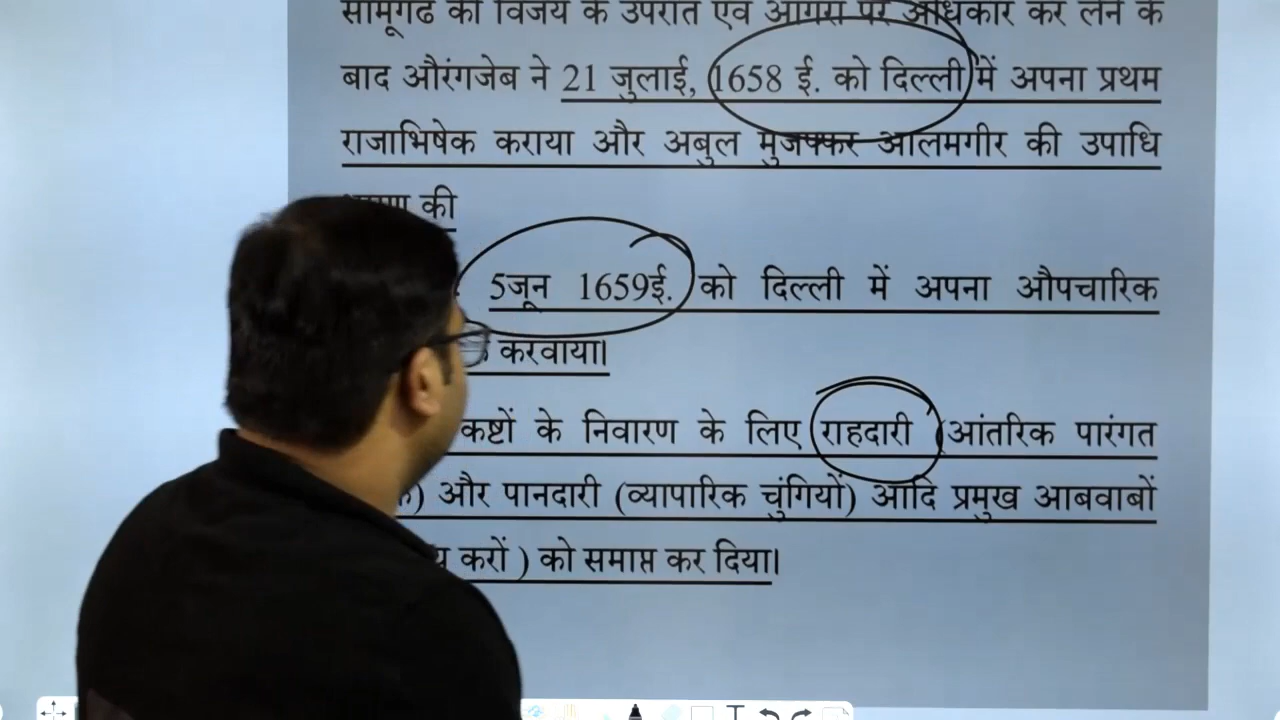 सामूगढ की विजय के उपरांत एवं आगरा पर अधिकार कर लेने के
बाद औरंगजेब ने 21 जुलाई, 1658 ई. को दिल्ली में अपना प्रथम
राजाभिषेक कराया और अबुल मुजफ्फर आलमगीर की उपाधि
की
5जून 1659ई. को दिल्ली में अपना औपचारिक
करवाया।
कष्टों के निवारण के लिए राहदारी आंतरिक पारंगत
) और पानदारी (व्यापारिक चुंगियों) आदि प्रमुख आबवाबों
करों ) को समाप्त कर दिया।
T